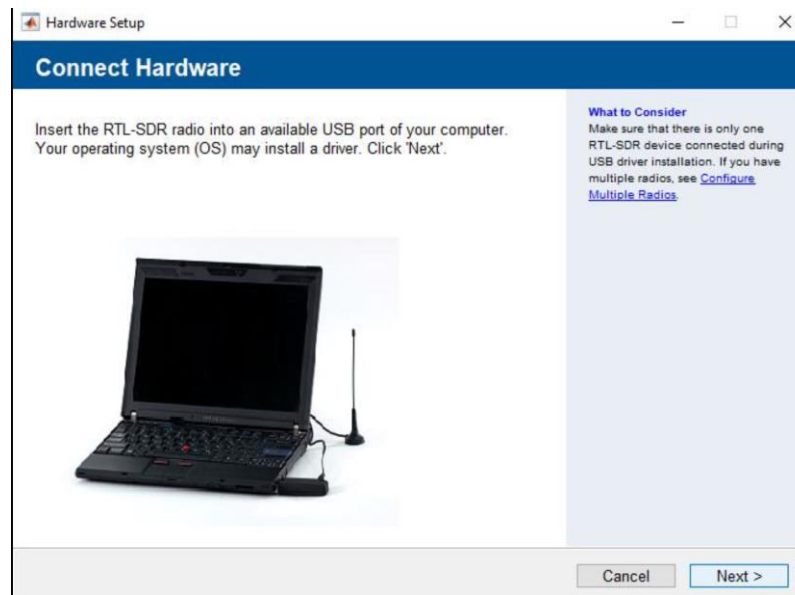 Hardware Setup
Connect Hardware
Insert the RTL-SDR radio into an available USB port of your computer.
Your operating system (OS) may install a driver. Click 'Next'.
What to Consider
Make sure that there is only one
RTL-SDR device connected during
USB driver installation. If you have
multiple radios, see Configure
Multiple Radios.
Cancel
Next >